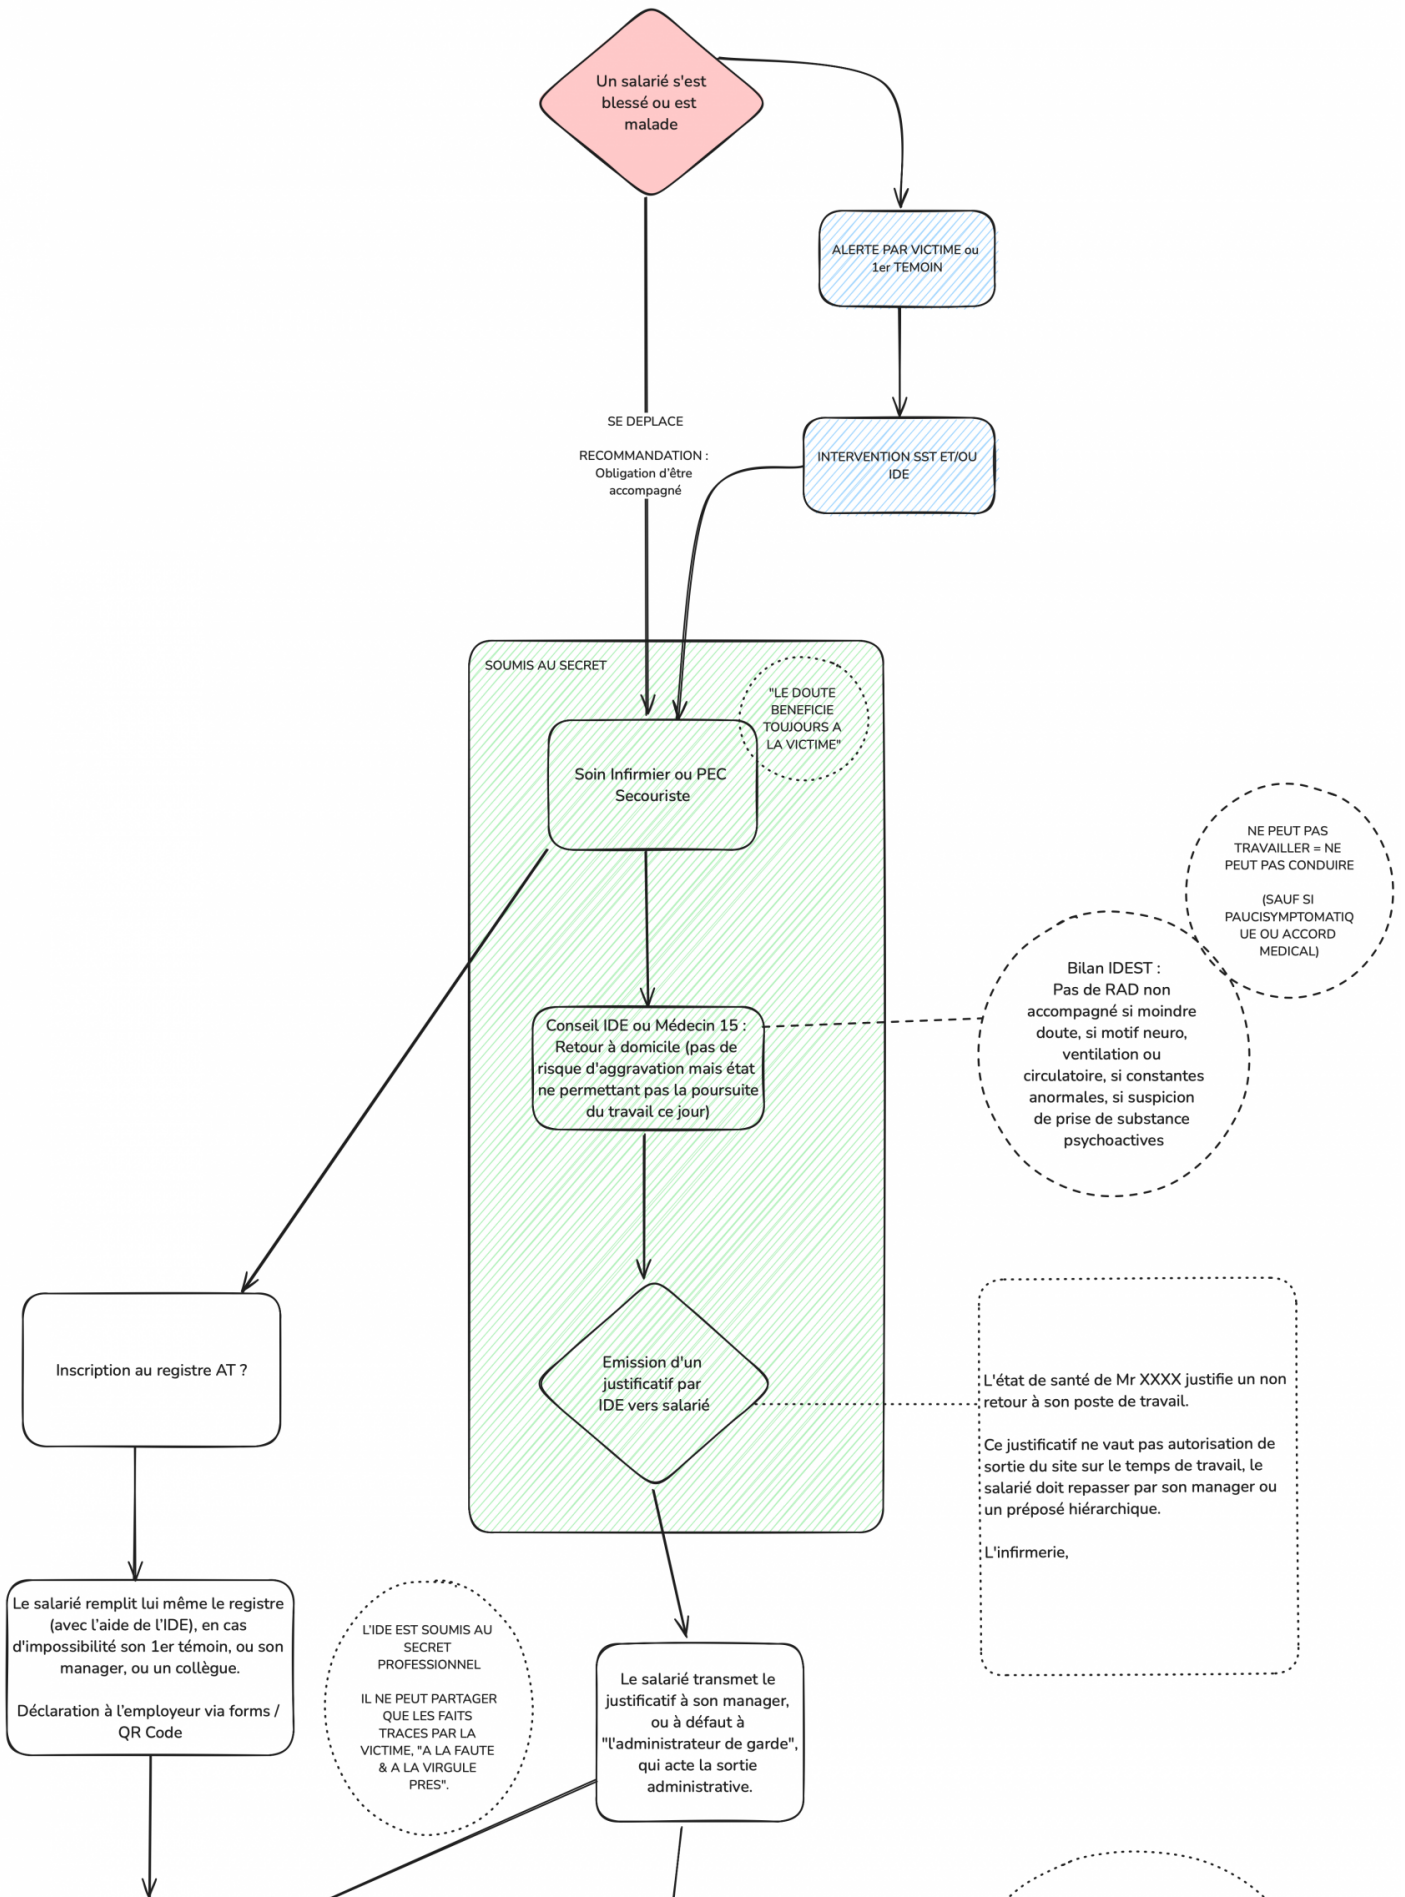 Un salarié s'est
blessé ou est
malade
ALERTE PAR VICTIME ou
1er TEMOIN
SE DEPLACE
RECOMMANDATION :
Obligation d'être
accompagné
INTERVENTION SST ET/OU
IDE
SOUMIS AU SECRET
"LE DOUTE
BENEFICIE
TOUJOURS A
LA VICTIME"
Soin Infirmier ou PEC
Secouriste
NE PEUT PAS
TRAVAILLER = NE
PEUT PAS CONDUIRE
(SAUF SI
PAUCISYMPTOMATIQ
UE OU ACCORD
MEDICAL)
Bilan IDEST :
Pas de RAD non
accompagné si moindre
doute, si motif neuro,
ventilation ou
circulatoire, si constantes
anormales, si suspicion
de prise de substance
psychoactives
Conseil IDE ou Médecin 15 :
Retour à domicile (pas de
risque d'aggravation mais état
ne permettant pas la poursuite
du travail ce jour)
Inscription au registre AT ?
Emission d'un
justificatif par
IDE vers salarié
L'état de santé de Mr XXXX justifie un non
retour à son poste de travail.
Ce justificatif ne vaut pas autorisation de
sortie du site sur le temps de travail, le
salarié doit repasser par son manager ou
un préposé hiérarchique.
L'infirmerie,
Le salarié remplit lui même le registre
(avec l'aide de l'IDE), en cas
d'impossibilité son 1er témoin, ou son
manager, ou un collègue.
Déclaration à l'employeur via forms /
QR Code
L'IDE EST SOUMIS AU
SECRET
PROFESSIONNEL
IL NE PEUT PARTAGER
QUE LES FAITS
TRACES PAR LA
VICTIME, "A LA FAUTE
& A LA VIRGULE
PRES".
Le salarié transmet le
justificatif à son manager,
ou à défaut à
"l'administrateur de garde",
qui acte la sortie
administrative.